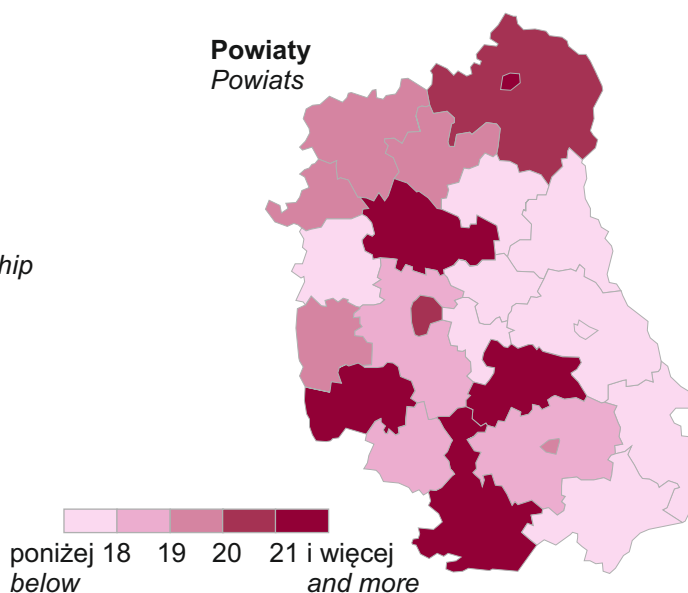 Powiaty
Powiats
hip
poniżej 18 19 20 21 i więcej
below and more